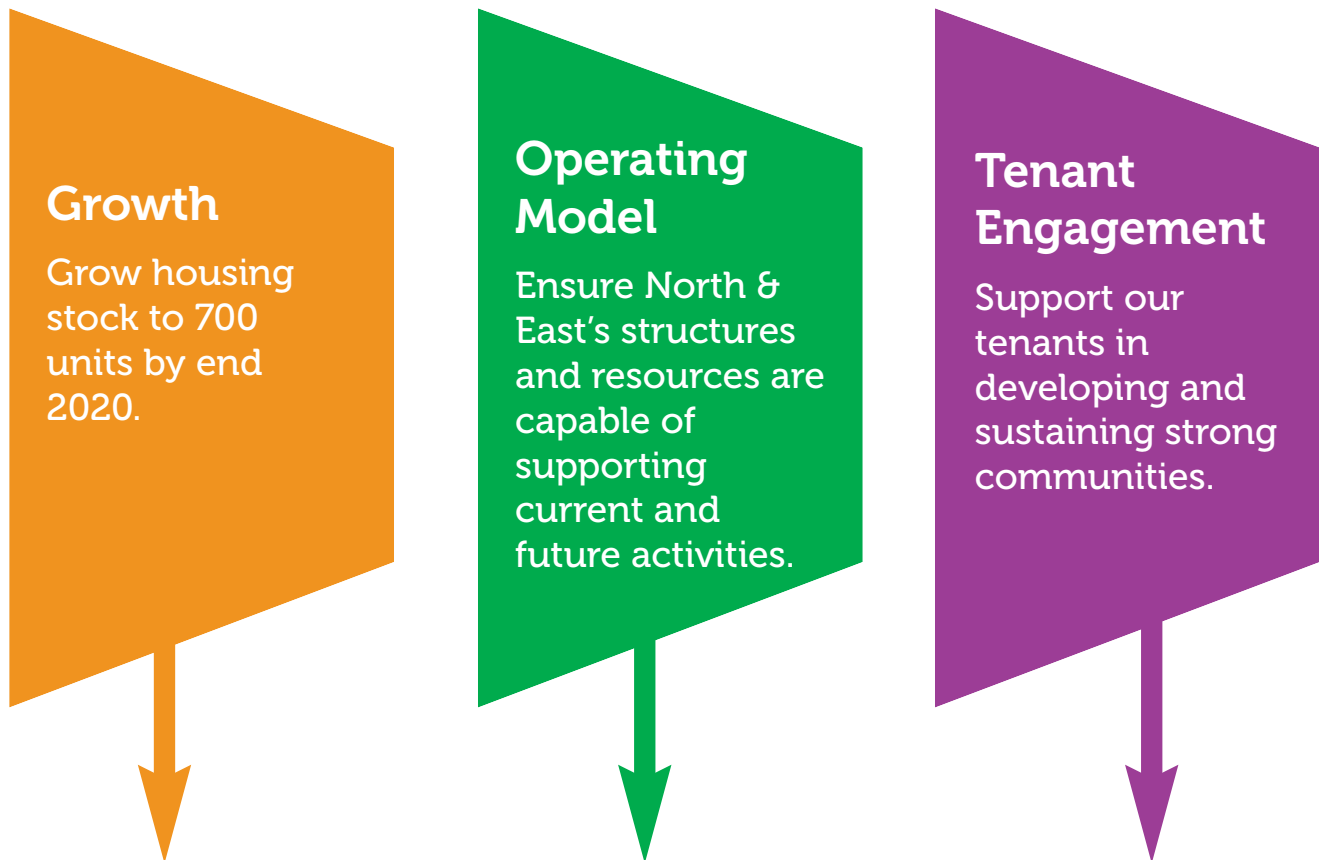 Growth
Grow housing
stock to 700
units by end
2020.
Operating
Model
Ensure North &
East's structures
and resources are
capable of
supporting
current and
future activities.
Tenant
Engagement
Support our
tenants in
developing and
sustaining strong
communities.